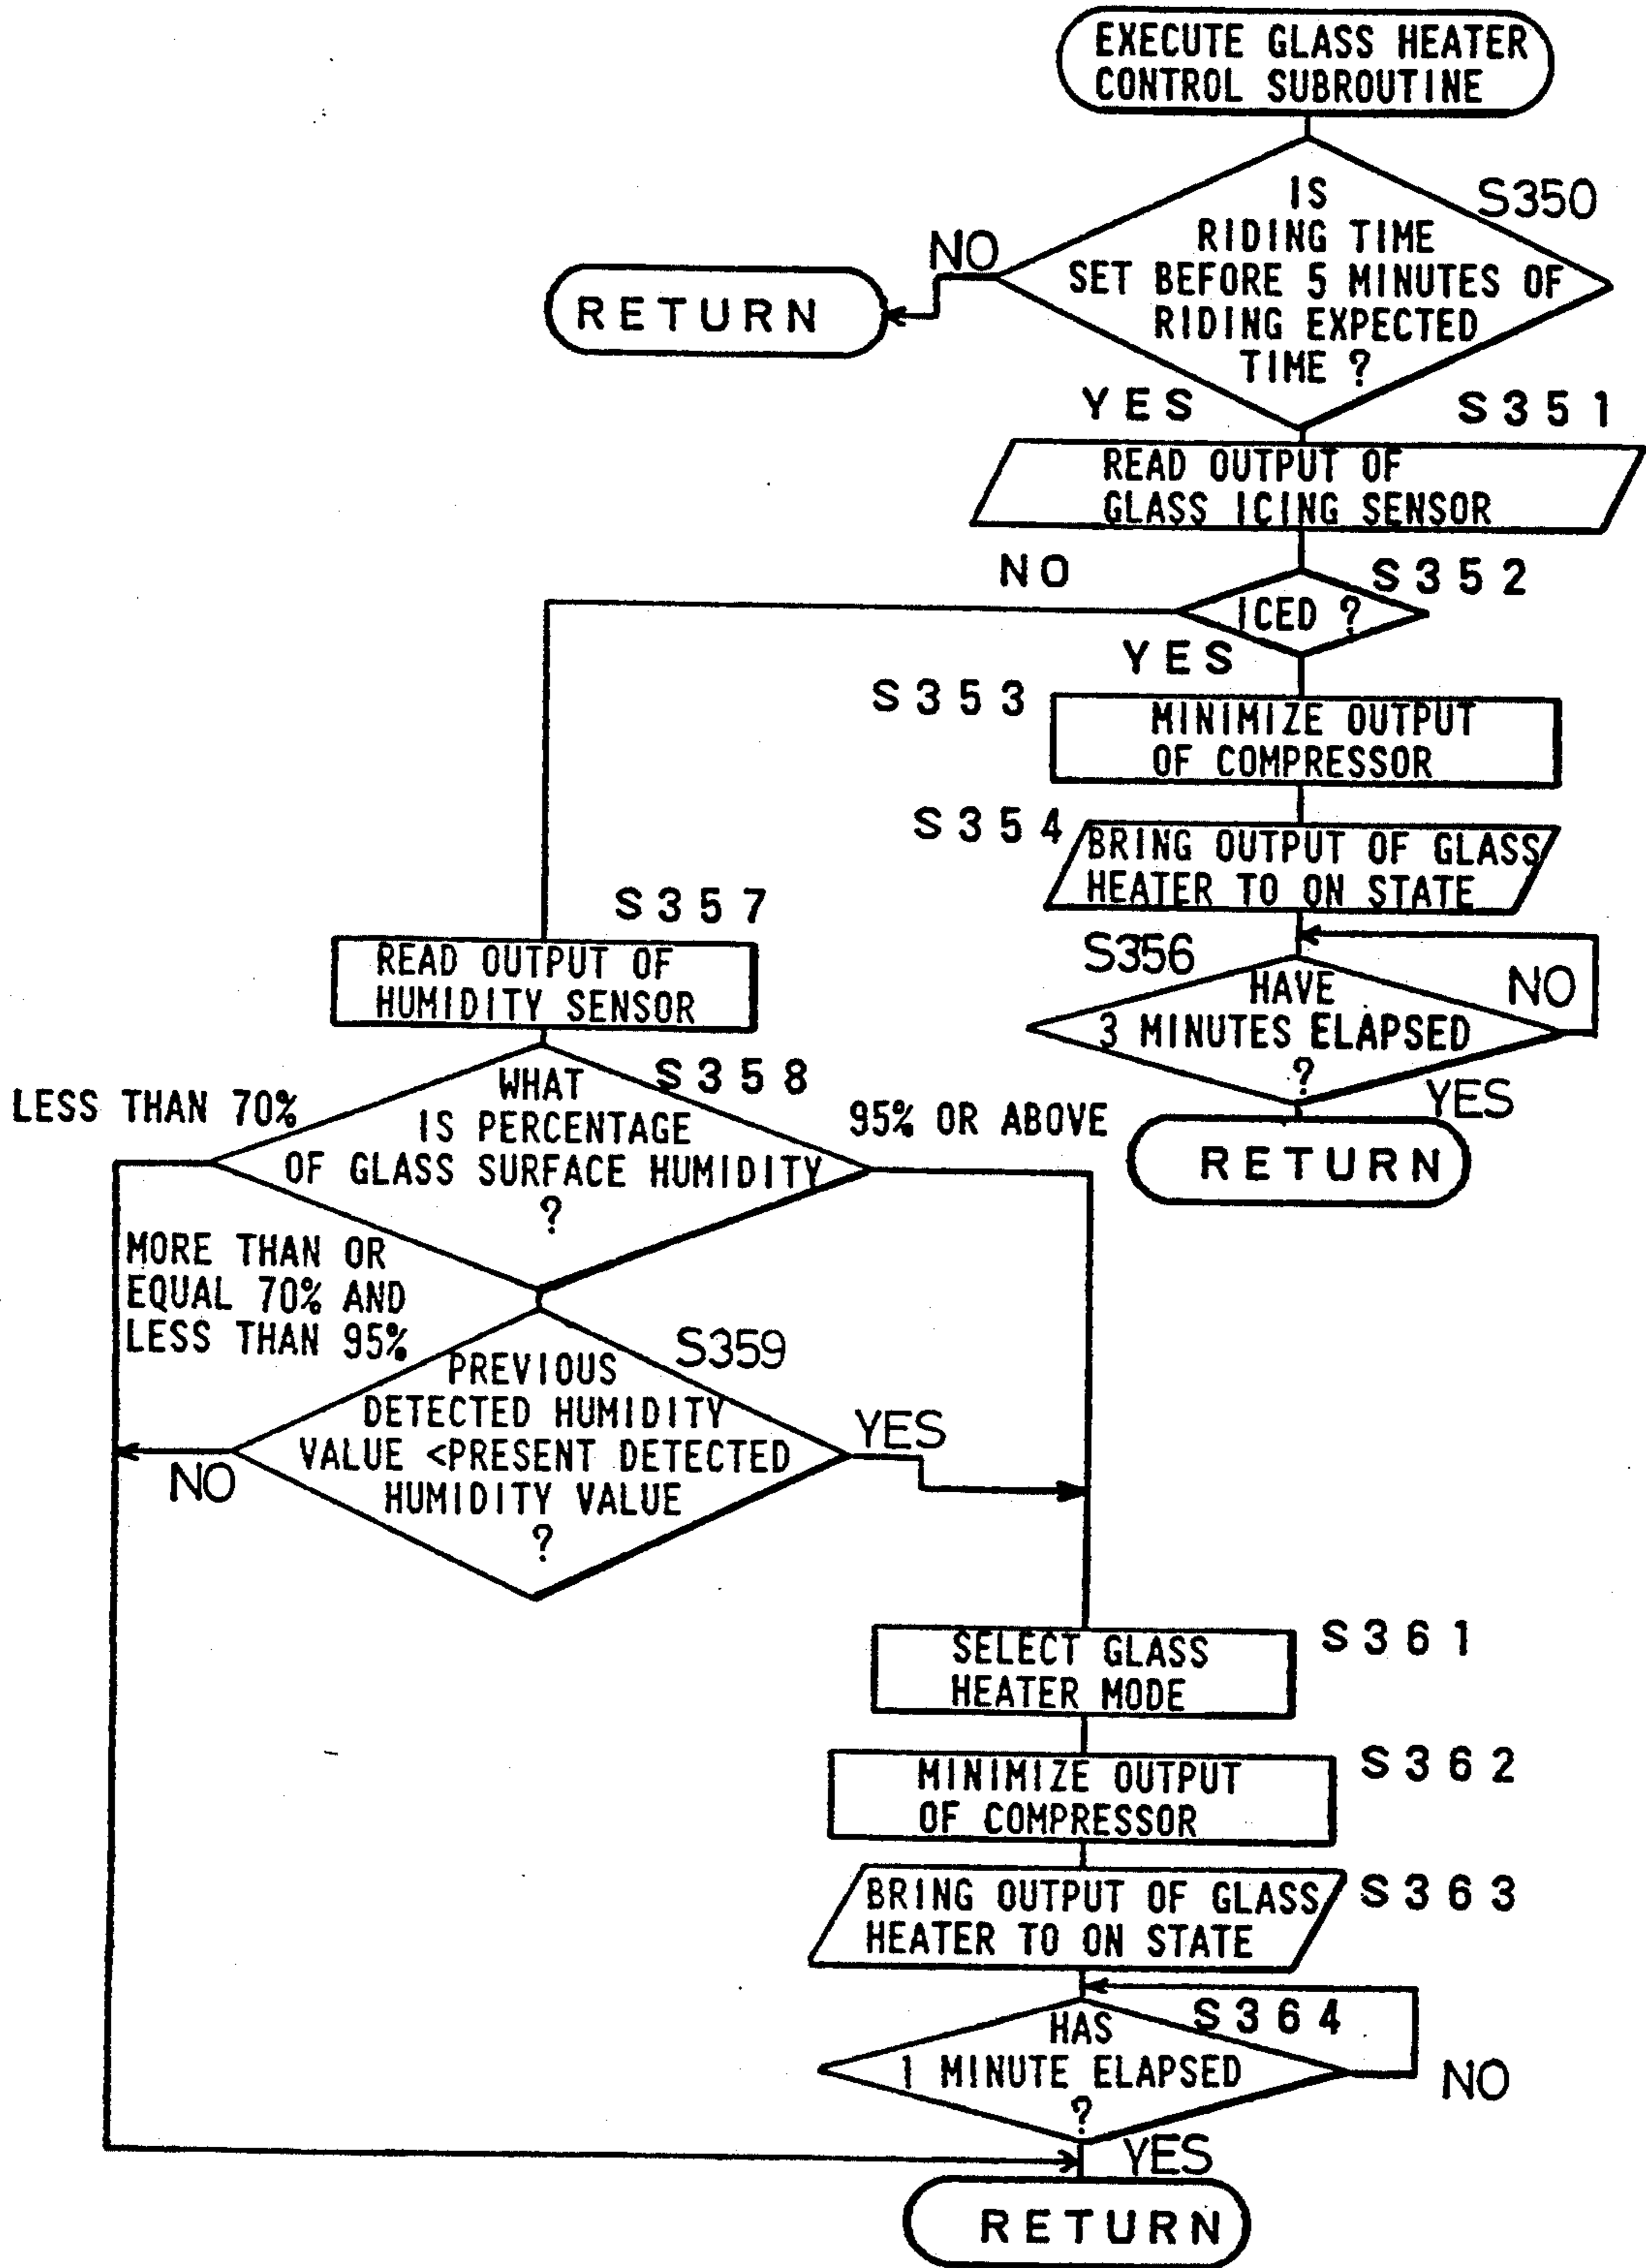 EXECUTE GLASS HEATER
CONTROL SUBROUTINE
IS
S350
RIDING TIME
NO
SET BEFORE 5 MINUTES OF
RETURN
RIDING EXPECTED
TIME ?
YES
S351
READ OUTPUT OF
GLASS ICING SENSOR
NO
S352
ICED ?
YES
S353
MINIMIZE OUTPUT
OF COMPRESSOR
S354
BRING OUTPUT OF GLASS
HEATER TO ON STATE
S356
HAVE
NO
3 MINUTES ELAPSED
?
YES
RETURN
S357
READ OUTPUT OF
HUMIDITY SENSOR
S358
WHAT
LESS THAN 70%
IS PERCENTAGE
95% OR ABOVE
OF GLASS SURFACE HUMIDITY
?
MORE THAN OR
EQUAL 70% AND
LESS THAN 95%
S359
PREVIOUS
DETECTED HUMIDITY
YES
VALUE <PRESENT DETECTED
NO
HUMIDITY VALUE
?
SELECT GLASS
HEATER MODE
S361
MINIMIZE OUTPUT
OF COMPRESSOR
S362
BRING OUTPUT OF GLASS
HEATER TO ON STATE
S363
HAS
S364
1 MINUTE ELAPSED
NO
?
YES
RETURN